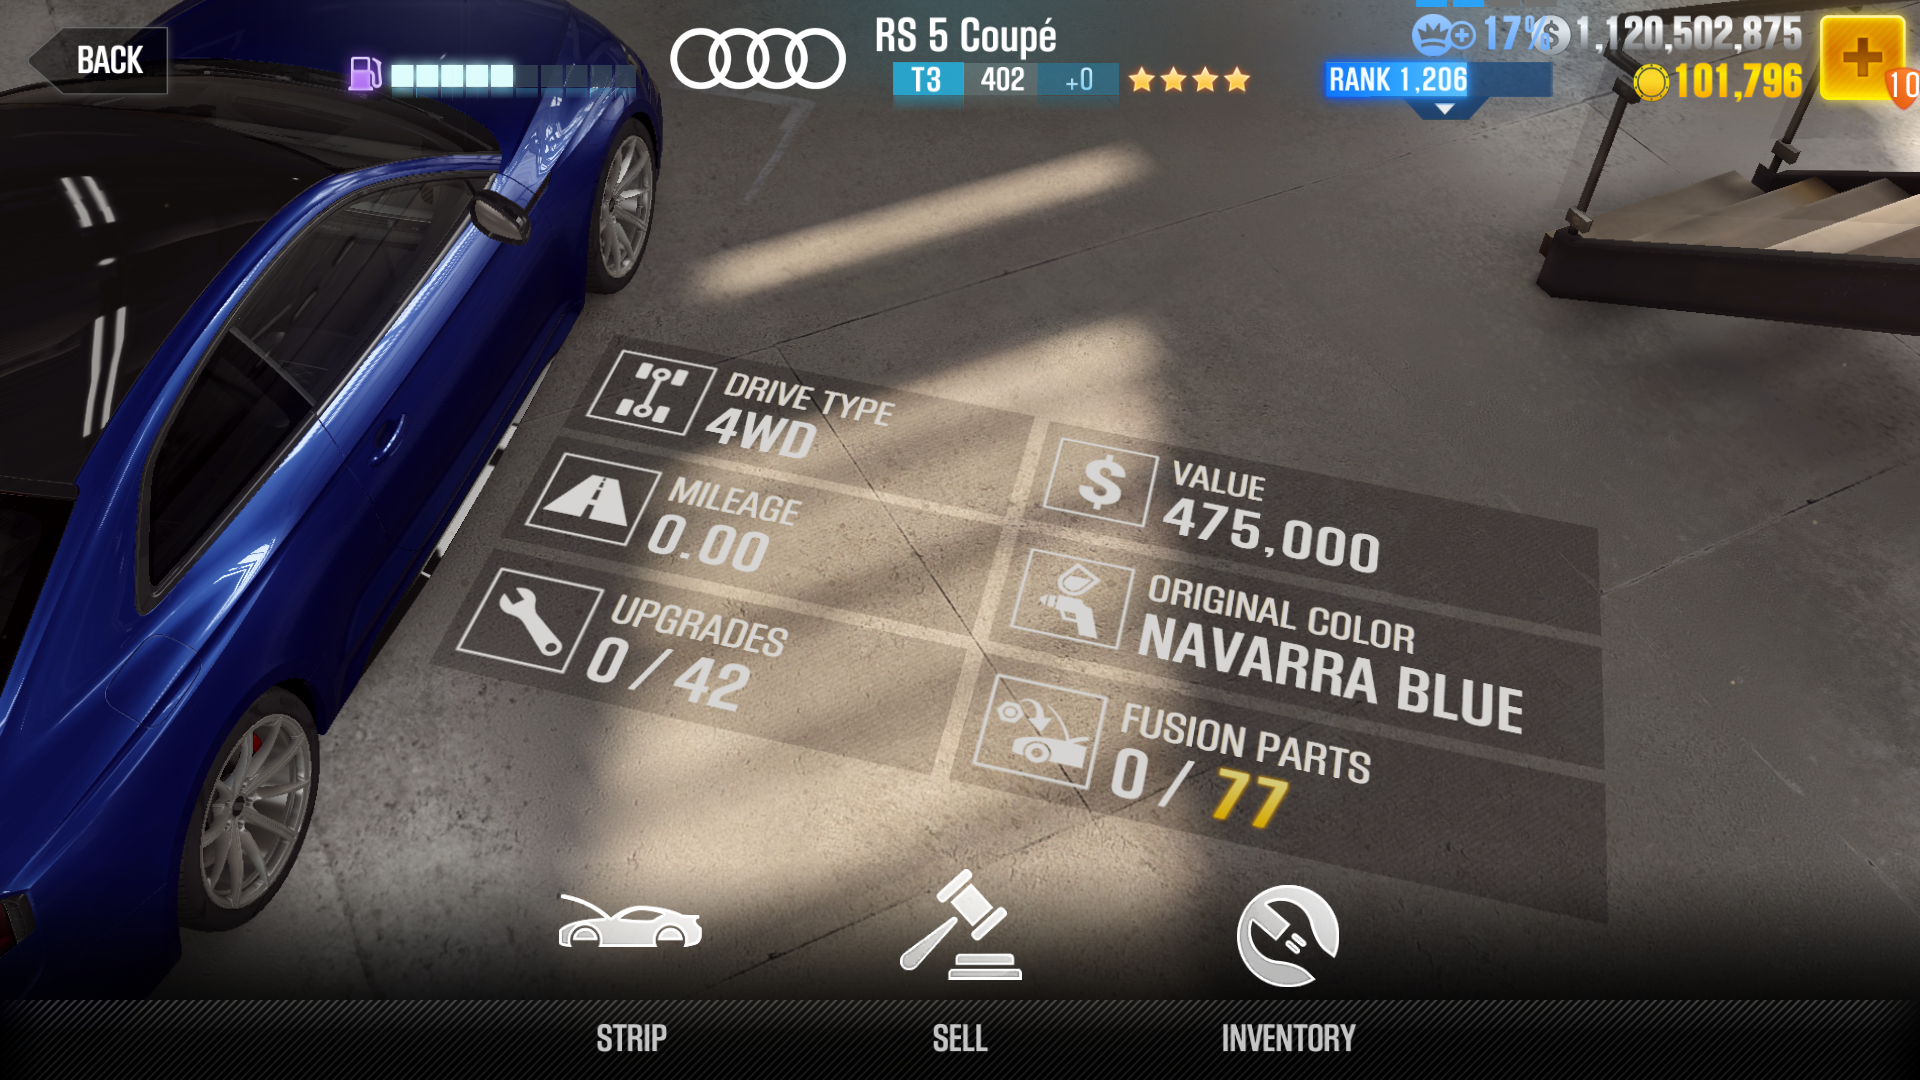 BACK
RS 5 Coupé
T3 402 +0
17%
1,120,502,875
RANK 1,206
101,796
10
DRIVE TYPE
4WD
MILEAGE
0.00
UPGRADES
0 / 42
$
VALUE
475,000
ORIGINAL COLOR
NAVARRA BLUE
FUSION PARTS
0 / 77
STRIP
SELL
INVENTORY